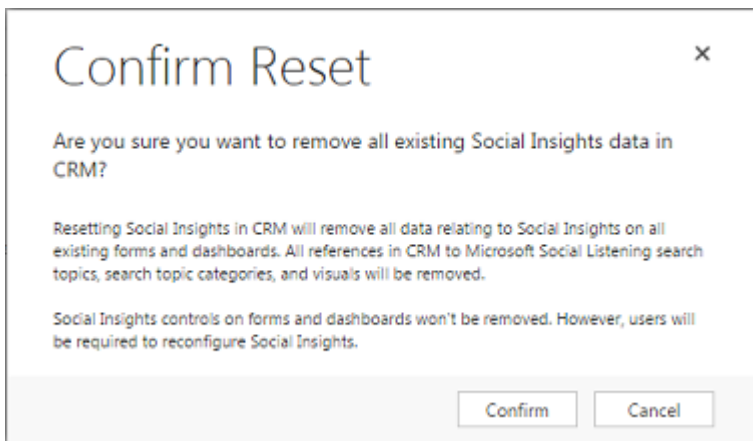 Confirm Reset
Are you sure you want to remove all existing Social Insights data in
CRM?
Resetting Social Insights in CRM will remove all data relating to Social Insights on all
existing forms and dashboards. All references in CRM to Microsoft Social Listening search
topics, search topic categories, and visuals will be removed.
Social Insights controls on forms and dashboards won't be removed. However, users will
be required to reconfigure Social Insights.
Confirm Cancel